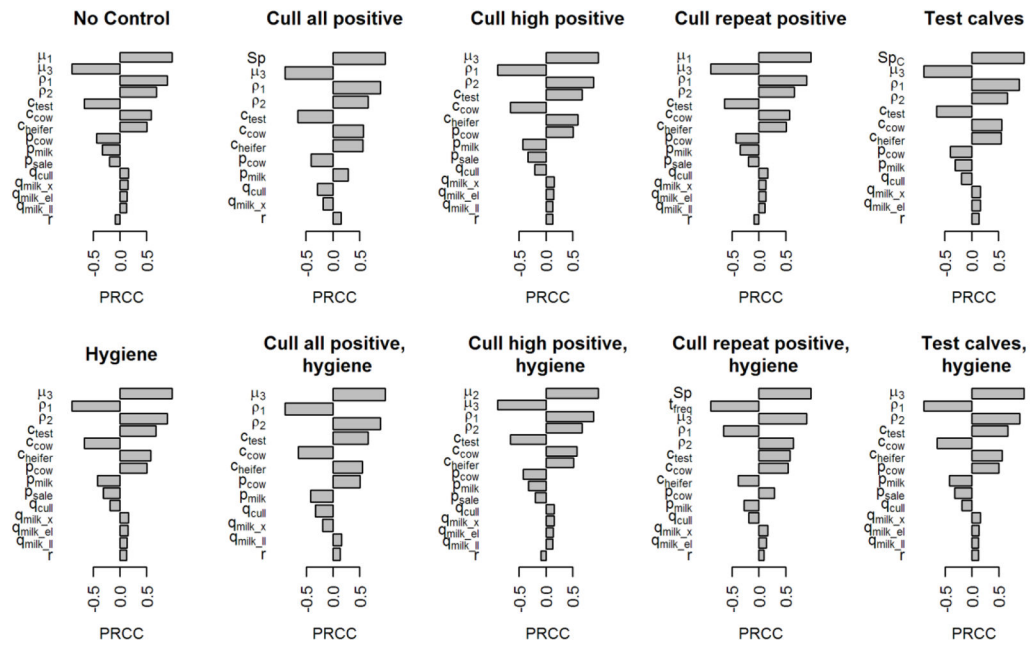 No Control
μ1
μ3
ρ1
ρ2
ctest
ccow
cheifer
pcow
pmilk
psale
qcull
qmilk_x
qmilk_el
qmilk_ll
r
-0.5
0.0
0.5
PRCC
Cull all positive
Sp
μ3
ρ1
ρ2
ctest
ccow
cheifer
pcow
pmilk
qcull
qmilk_x
r
-0.5
0.0
0.5
PRCC
Cull high positive
μ3
ρ1
ρ2
ctest
ccow
cheifer
pcow
pmilk
psale
qcull
qmilk_x
qmilk_el
qmilk_ll
r
-0.5
0.0
0.5
PRCC
Cull repeat positive
μ1
μ3
ρ1
ρ2
ctest
ccow
cheifer
pcow
pmilk
psale
qcull
qmilk_x
qmilk_el
qmilk_ll
r
-0.5
0.0
0.5
PRCC
Test calves
SpC
μ3
ρ1
ρ2
ctest
ccow
cheifer
pcow
pmilk
qcull
qmilk_x
qmilk_el
qmilk_ll
r
-0.5
0.0
0.5
PRCC
Hygiene
μ3
ρ1
ρ2
ctest
ccow
cheifer
pcow
pmilk
psale
qcull
qmilk_x
qmilk_el
qmilk_ll
r
-0.5
0.0
0.5
PRCC
Cull all positive,
hygiene
μ3
ρ1
ρ2
ctest
ccow
cheifer
pcow
pmilk
qcull
qmilk_x
qmilk_ll
r
-0.5
0.0
0.5
PRCC
Cull high positive,
hygiene
μ2
μ3
ρ1
ρ2
ctest
ccow
cheifer
pcow
pmilk
psale
qcull
qmilk_x
qmilk_el
qmilk_ll
r
-0.5
0.0
0.5
PRCC
Cull repeat positive,
hygiene
Sp
tfreq
μ3
ρ1
ρ2
ctest
ccow
cheifer
pcow
pmilk
qcull
qmilk_x
qmilk_el
r
-0.5
0.0
0.5
PRCC
Test calves,
hygiene
μ3
ρ1
ρ2
ctest
ccow
cheifer
pcow
pmilk
psale
qcull
qmilk_x
qmilk_el
qmilk_ll
r
-0.5
0.0
0.5
PRCC